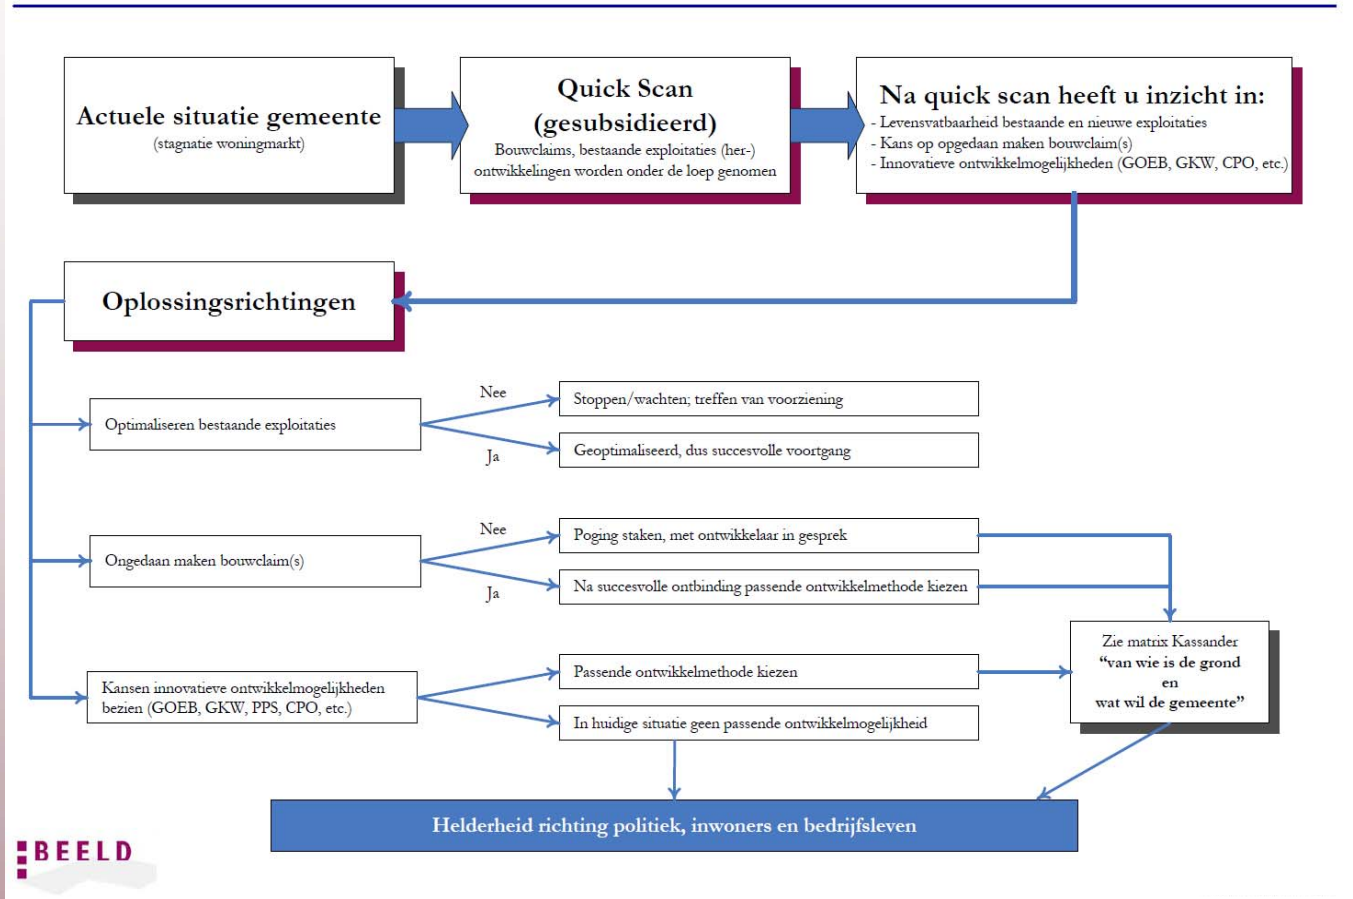 Actuele situatie gemeente
(stagnatie woningmarkt)
Quick Scan
(gesubsidieerd)
Bouwclaims, bestaande exploitaties (her-)
ontwikkelingen worden onder de loep genomen
Na quick scan heeft u inzicht in:
- Levensvatbaarheid bestaande en nieuwe exploitaties
- Kans op opgedaan maken bouwclaim(s)
- Innovatieve ontwikkelmogelijkheden (GOEB, GKW, CPO, etc.)
Oplossingsrichtingen
Optimaliseren bestaande exploitaties
Nee
Stoppen/wachten; treffen van voorziening
Ja
Geoptimaliseerd, dus succesvolle voortgang
Ongedaan maken bouwclaim(s)
Nee
Poging staken, met ontwikkelaar in gesprek
Ja
Na succesvolle ontbinding passende ontwikkelmethode kiezen
Kansen innovatieve ontwikkelmogelijkheden
bezien (GOEB, GKW, PPS, CPO, etc.)
Passende ontwikkelmethode kiezen
In huidige situatie geen passende ontwikkelmogelijkheid
Zie matrix Kassander
“van wie is de grond
en
wat wil de gemeente”
Helderheid richting politiek, inwoners en bedrijfsleven
BEELD